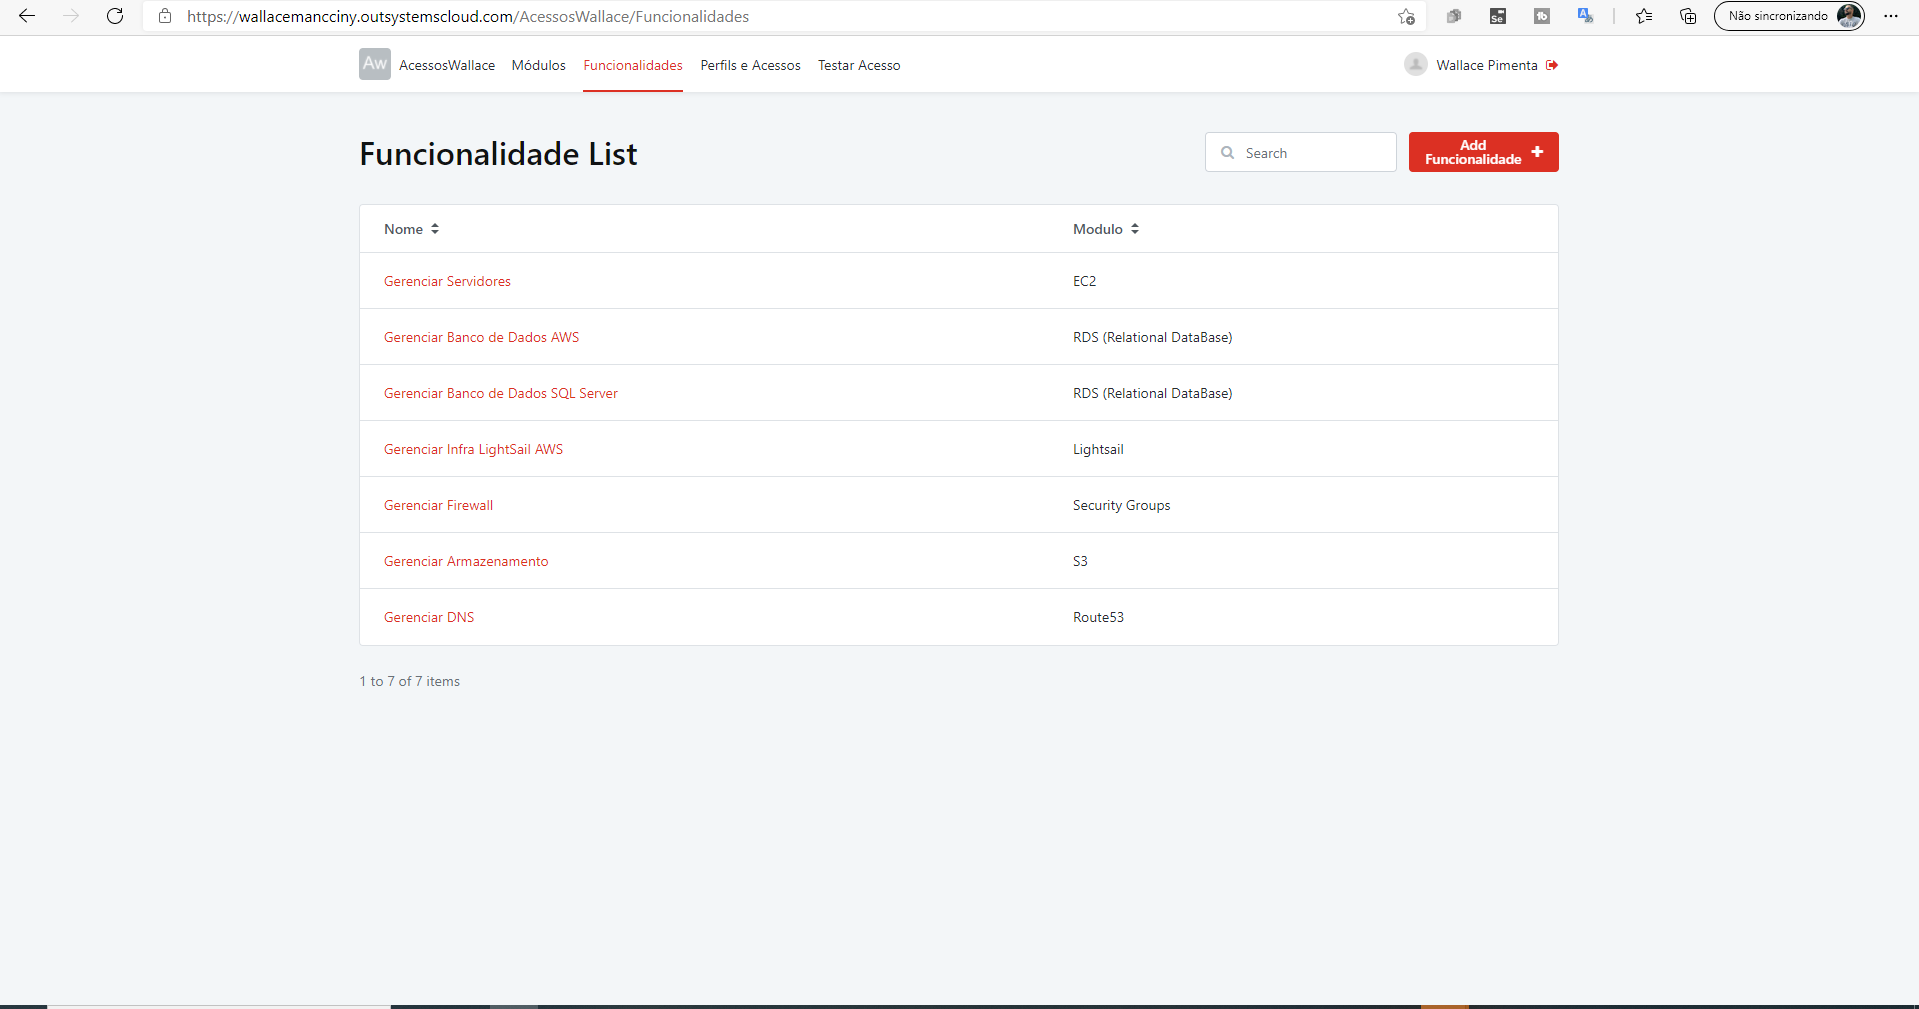 https://wallacemancciny.outsystemscloud.com/AcessosWallace/Funcionalidades
Se
tb
Não sincronizando
Aw AcessosWallace Módulos Funcionalidades Perfils e Acessos Testar Acesso Wallace Pimenta
Funcionalidade List
Search
Add
Funcionalidade
Nome Modulo
Gerenciar Servidores EC2
Gerenciar Banco de Dados AWS RDS (Relational DataBase)
Gerenciar Banco de Dados SQL Server RDS (Relational DataBase)
Gerenciar Infra LightSail AWS Lightsail
Gerenciar Firewall Security Groups
Gerenciar Armazenamento S3
Gerenciar DNS Route53
1 to 7 of 7 items